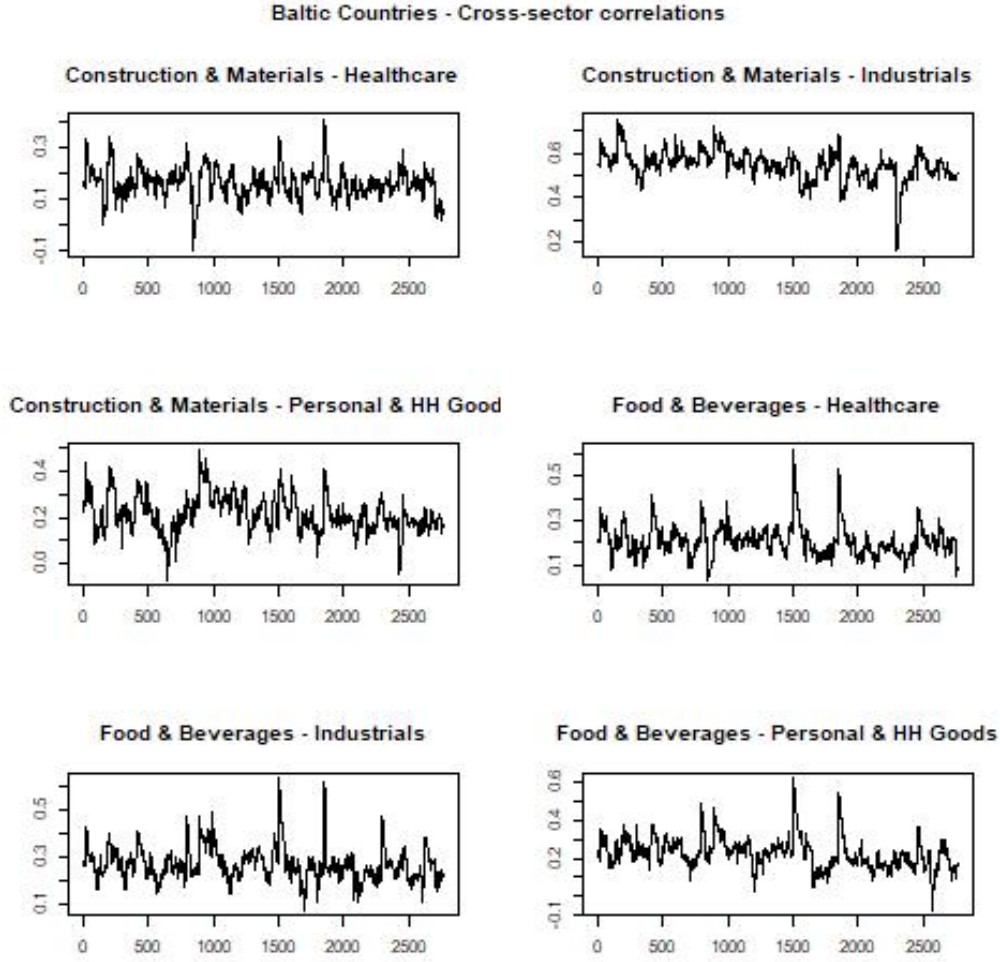 Baltic Countries - Cross-sector correlations
Construction & Materials - Healthcare
Construction & Materials - Industrials
0.3
0.1
-0.1
0 500 1000 1500 2000 2500
0.6
0.4
0.2
0 500 1000 1500 2000 2500
Construction & Materials - Personal & HH Good
Food & Beverages - Healthcare
0.4
0.2
0.0
0 500 1000 1500 2000 2500
0.5
0.3
0.1
0 500 1000 1500 2000 2500
Food & Beverages - Industrials
Food & Beverages - Personal & HH Goods
0.5
0.3
0.1
0 500 1000 1500 2000 2500
0.6
0.4
0.2
-0.1
0 500 1000 1500 2000 2500